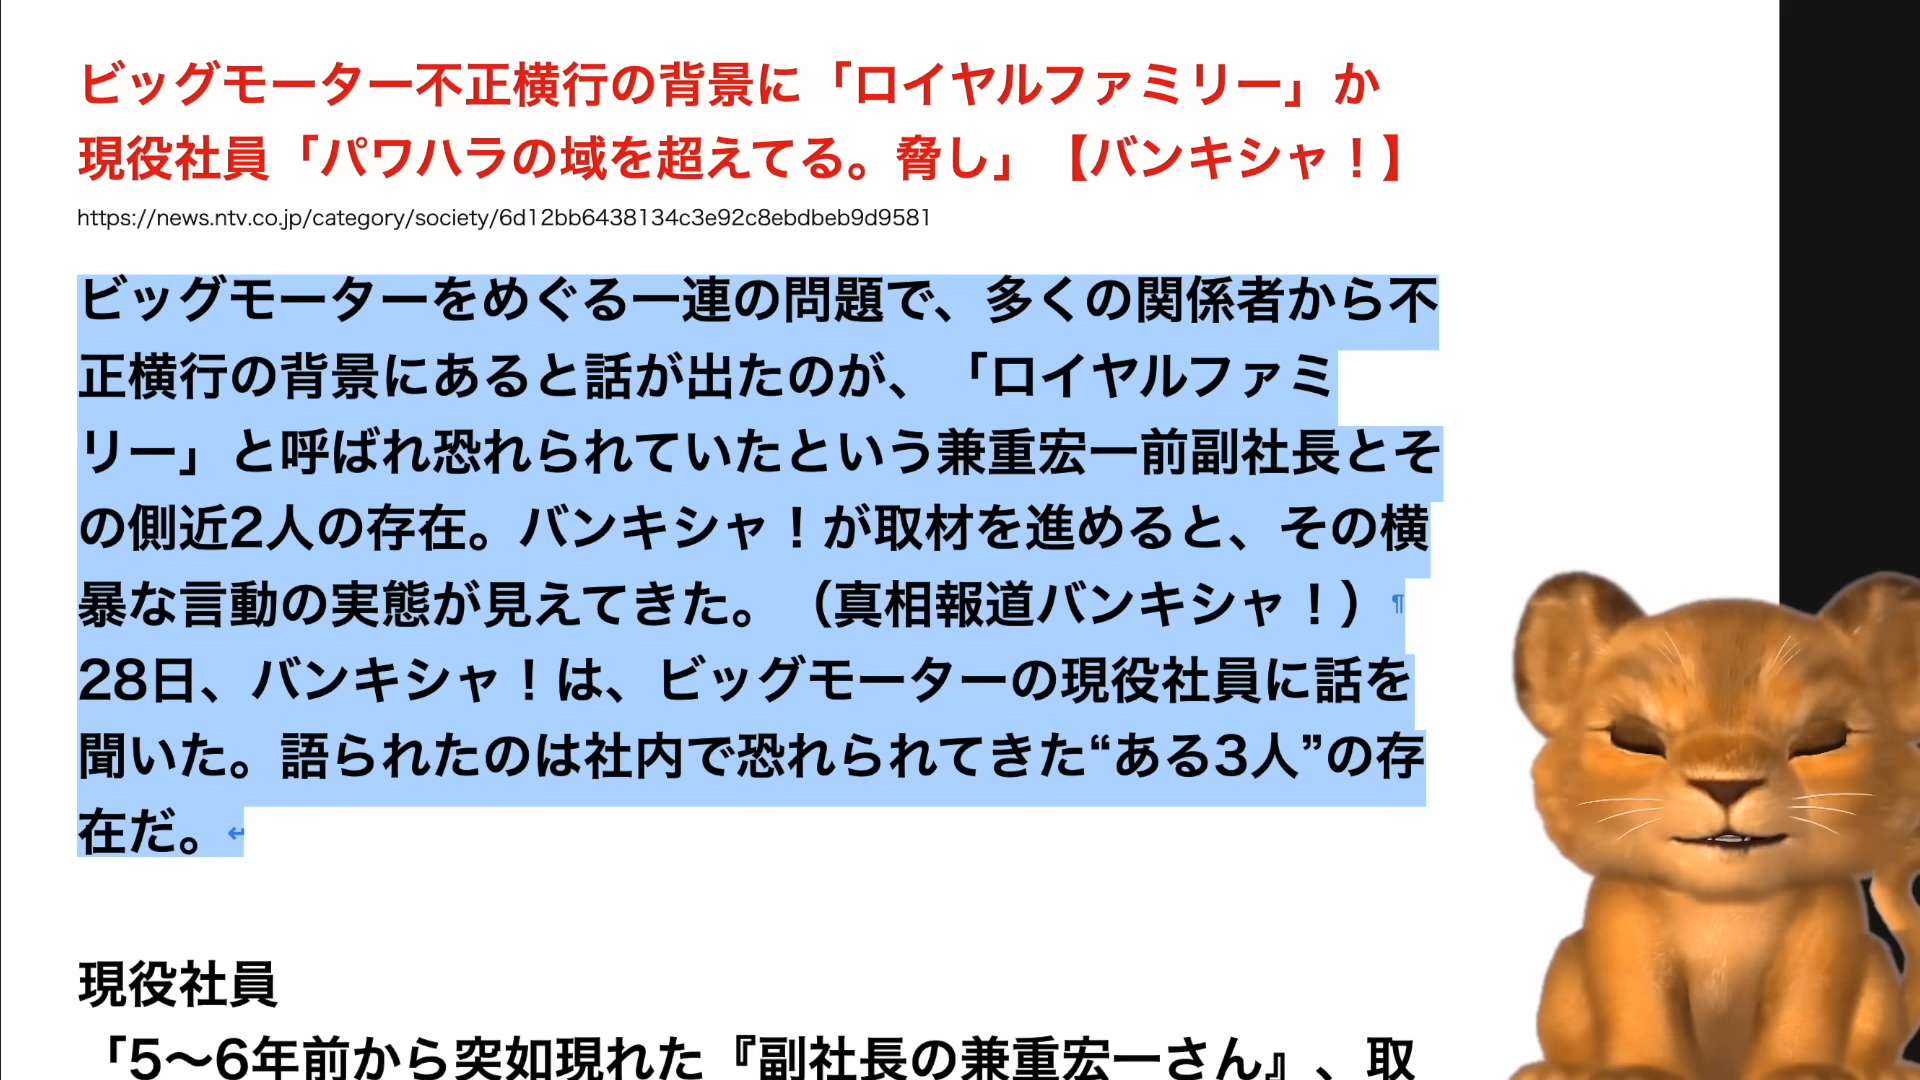 ビッグモーター不正横行の背景に「ロイヤルファミリー」か
現役社員「パワハラの域を超えてる。脅し」【バンキシャ！】
https://news.ntv.co.jp/category/society/6d12bb6438134c3e92c8ebdbeb9d9581
ビッグモーターをめぐる一連の問題で、多くの関係者から不
正横行の背景にあると話が出たのが、「ロイヤルファミ
リー」と呼ばれ恐れられていたという兼重宏一前副社長とそ
の側近2人の存在。バンキシャ！が取材を進めると、その横
暴な言動の実態が見えてきた。（真相報道バンキシャ！）
28日、バンキシャ！は、ビッグモーターの現役社員に話を
聞いた。語られたのは社内で恐れられてきた“ある3人”の存
在だ。
現役社員
「5〜6年前から突如現れた『副社長の兼重宏一さん』、取